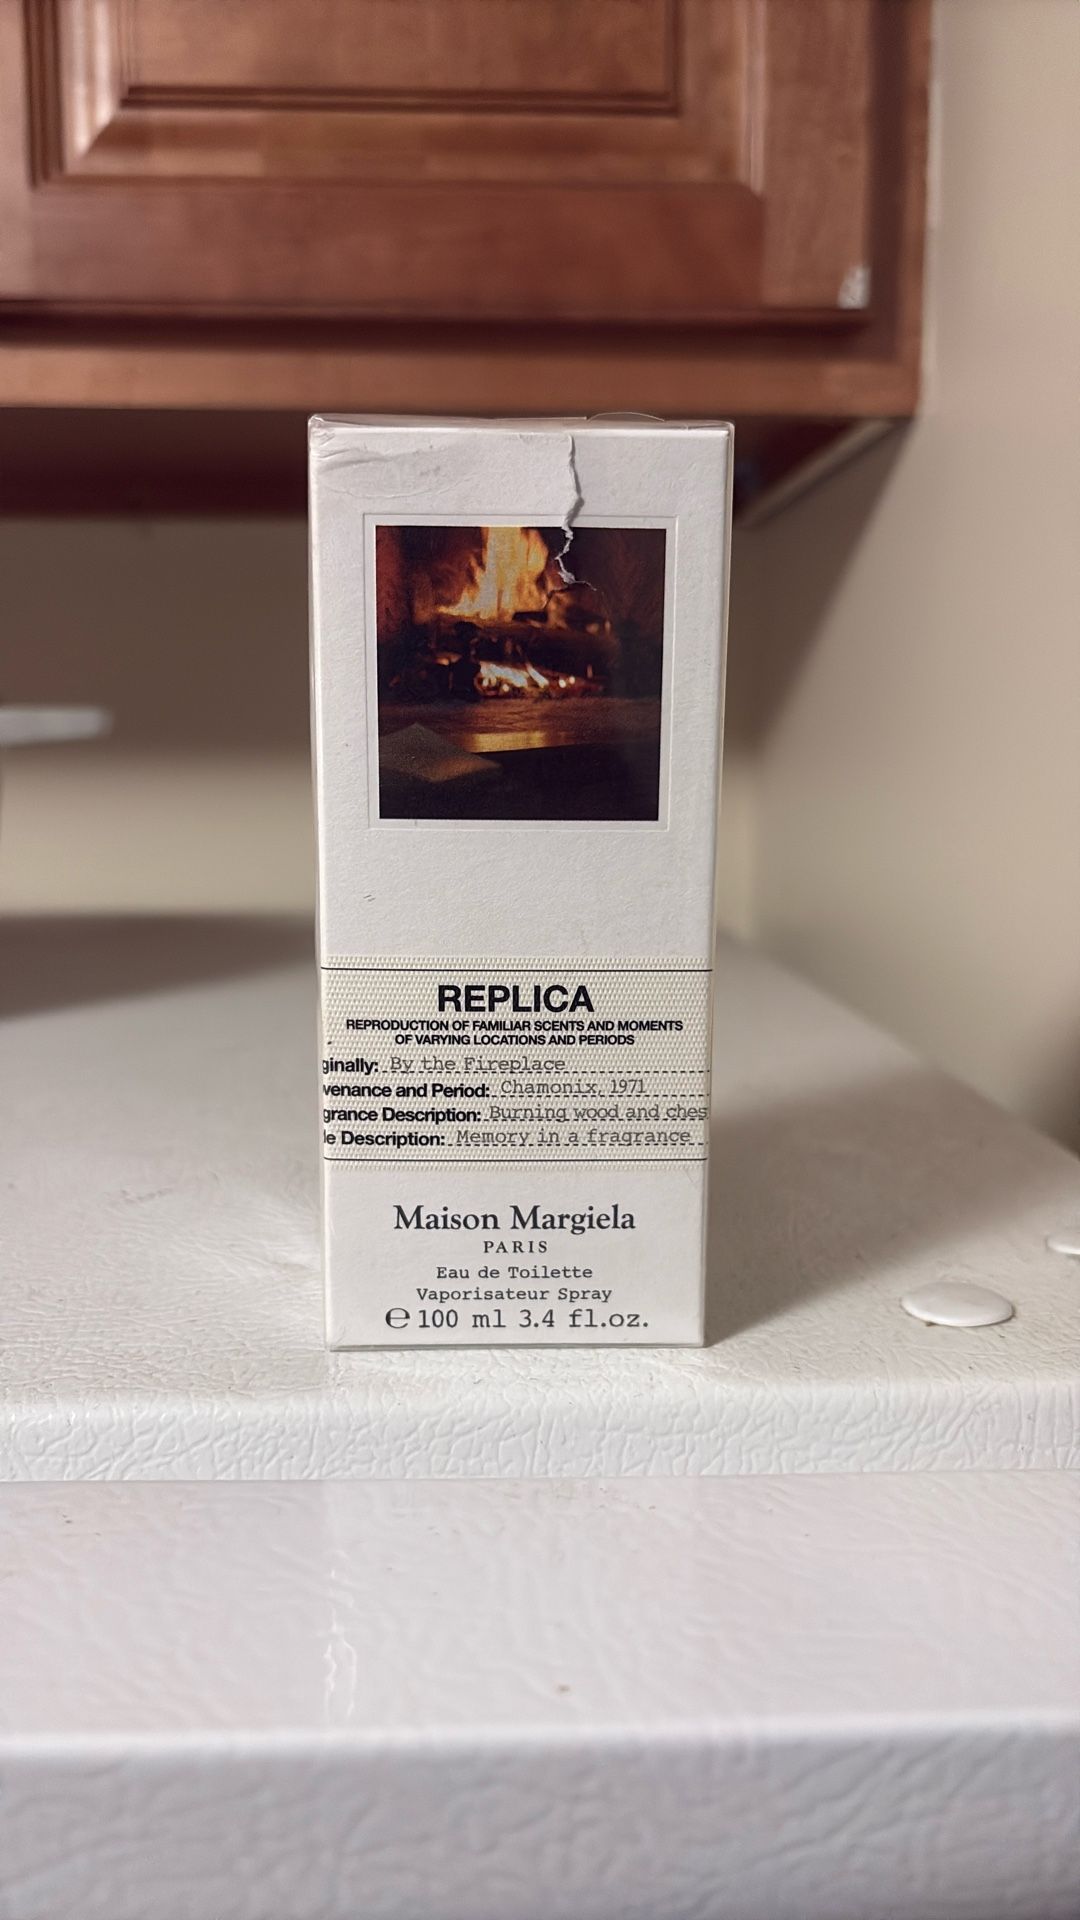 REPLICA
REPRODUCTION OF FAMILIAR SCENTS AND MOMENTS
OF VARYING LOCATIONS AND PERIODS
ginally: By the Fireplace
venance and Period: Chamonix, 1971
grance Description: Burning wood and ches
le Description: Memory in a fragrance
Maison Margiela
PARIS
Eau de Toilette
Vaporisateur Spray
℮ 100 ml 3.4 fl.oz.